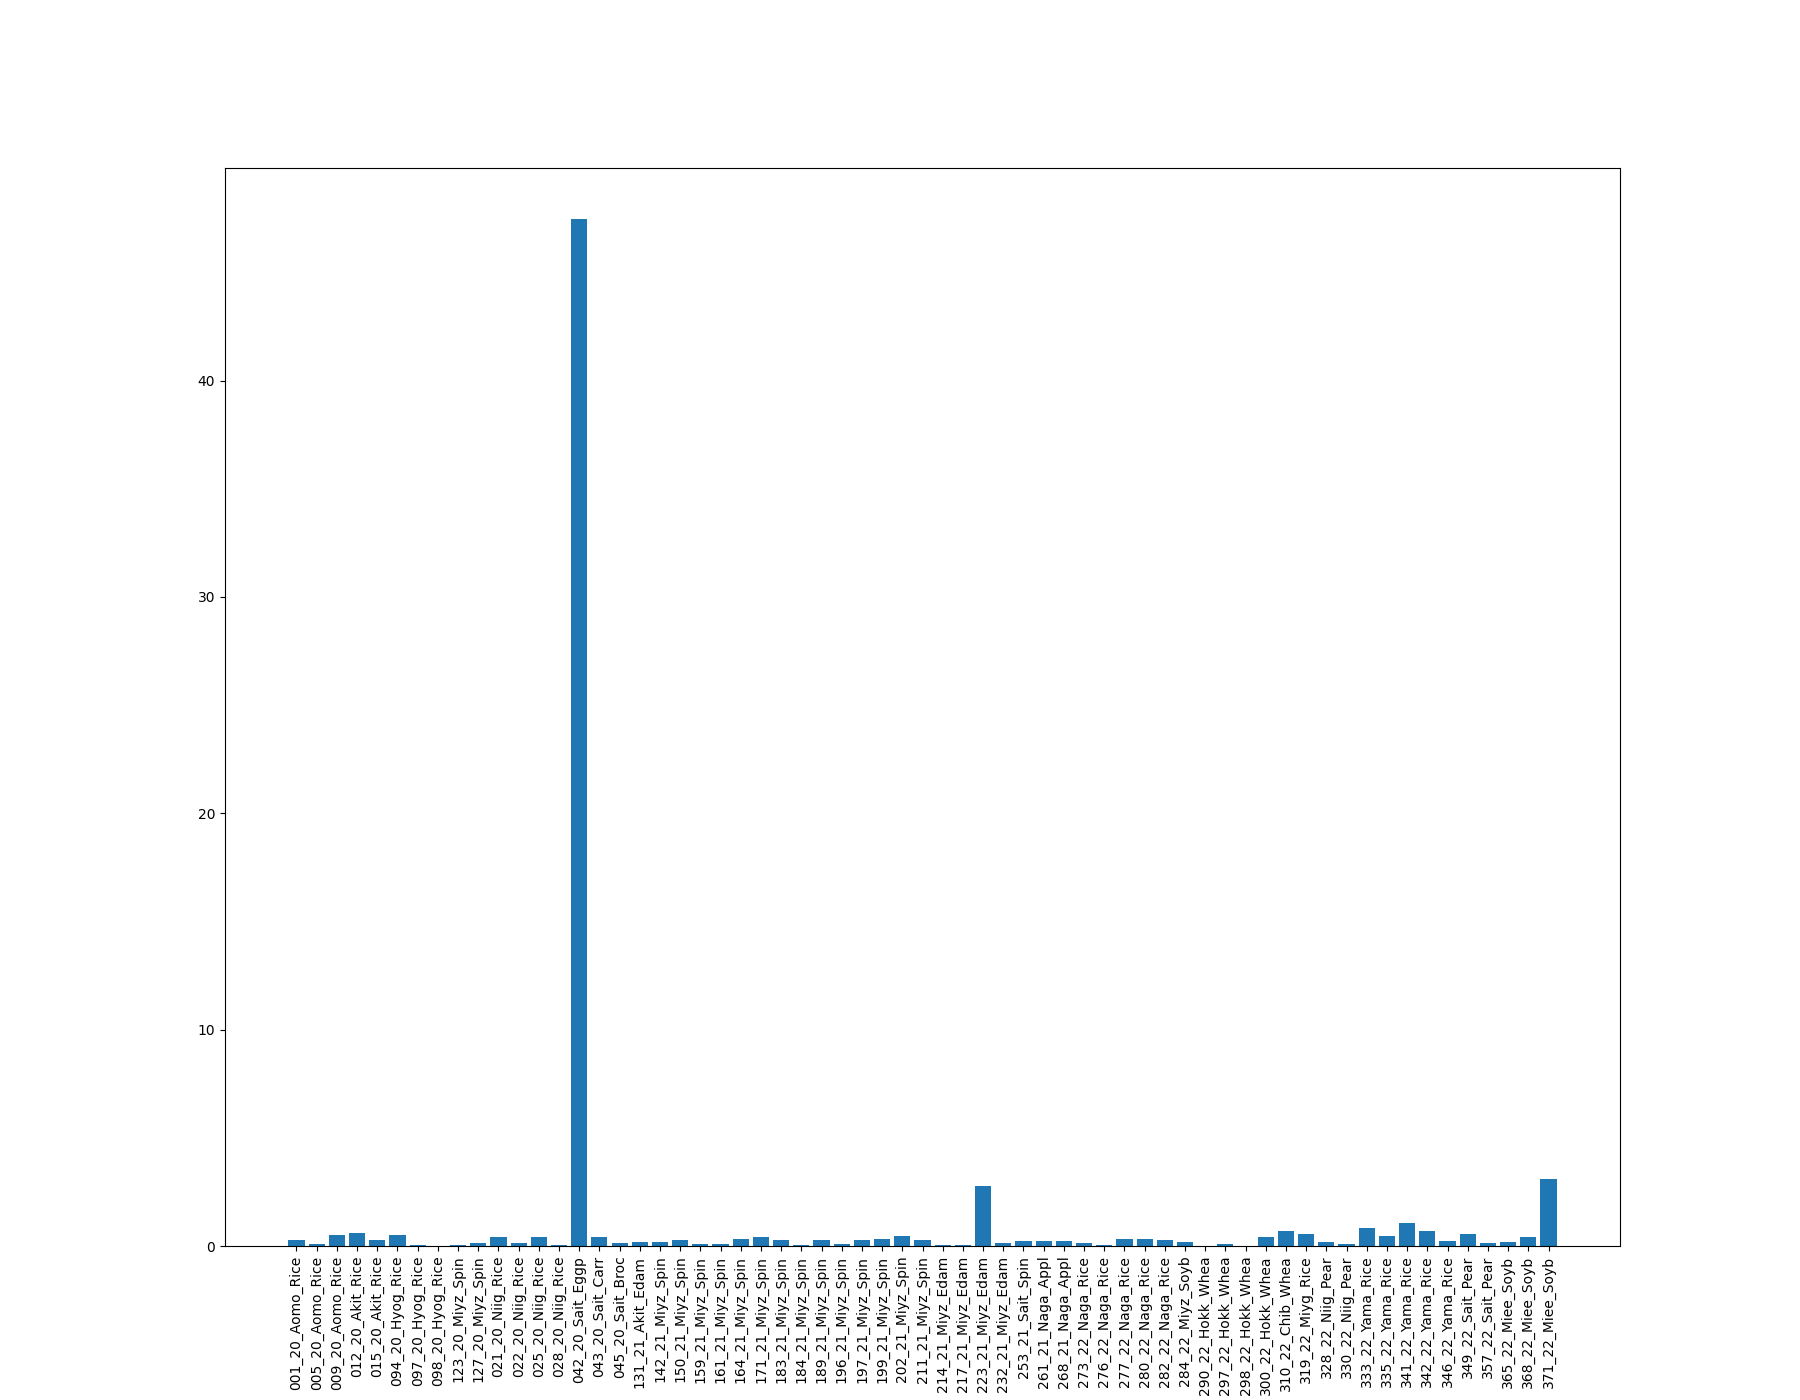 40
30
20
10
0
001_20_Aomo_Rice
005_20_Aomo_Rice
009_20_Aomo_Rice
012_20_Akit_Rice
015_20_Akit_Rice
094_20_Hyog_Rice
097_20_Hyog_Rice
098_20_Hyog_Rice
123_20_Miyz_Spin
127_20_Miyz_Spin
021_20_Niig_Rice
022_20_Niig_Rice
025_20_Niig_Rice
028_20_Niig_Rice
042_20_Sait_Eggp
043_20_Sait_Carr
045_20_Sait_Broc
131_21_Akit_Edam
142_21_Miyz_Spin
150_21_Miyz_Spin
159_21_Miyz_Spin
161_21_Miyz_Spin
164_21_Miyz_Spin
171_21_Miyz_Spin
183_21_Miyz_Spin
184_21_Miyz_Spin
189_21_Miyz_Spin
196_21_Miyz_Spin
197_21_Miyz_Spin
199_21_Miyz_Spin
202_21_Miyz_Spin
211_21_Miyz_Spin
214_21_Miyz_Edam
217_21_Miyz_Edam
223_21_Miyz_Edam
232_21_Miyz_Edam
253_21_Sait_Spin
261_21_Naga_Appl
268_21_Naga_Appl
273_22_Naga_Rice
276_22_Naga_Rice
277_22_Naga_Rice
280_22_Naga_Rice
282_22_Naga_Rice
284_22_Miyz_Soyb
290_22_Hokk_Whea
297_22_Hokk_Whea
298_22_Hokk_Whea
300_22_Hokk_Whea
310_22_Chib_Whea
319_22_Miyg_Rice
328_22_Niig_Pear
330_22_Niig_Pear
333_22_Yama_Rice
335_22_Yama_Rice
341_22_Yama_Rice
342_22_Yama_Rice
346_22_Yama_Rice
349_22_Sait_Pear
357_22_Sait_Pear
365_22_Miee_Soyb
368_22_Miee_Soyb
371_22_Miee_Soyb